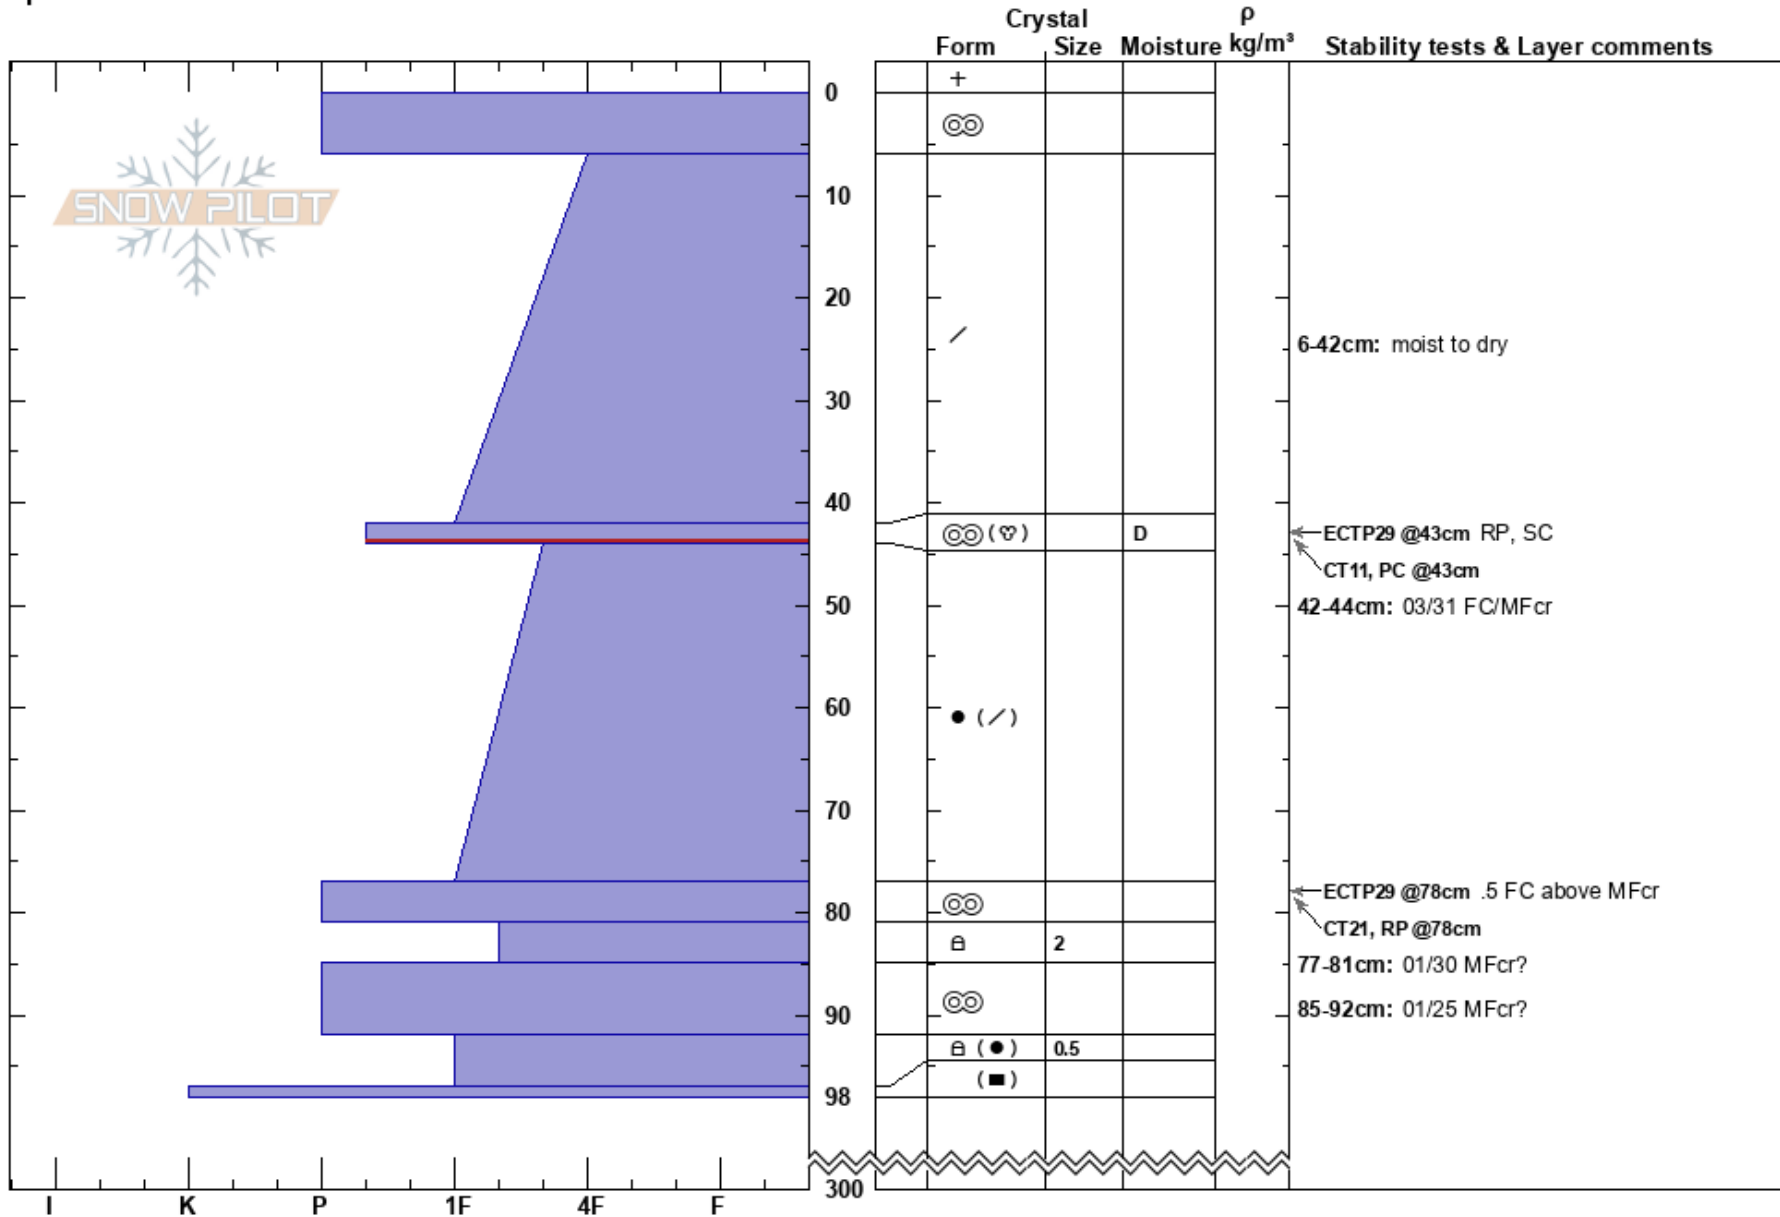 Crystal
ρ
Form Size Moisture kg/m³ Stability tests & Layer comments
+
0
SNOW PILOT
10
20
6-42cm: moist to dry
30
40
D
ECTP29 @43cm RP, SC
CT11, PC @43cm
50
42-44cm: 03/31 FC/MFcr
60
70
ECTP29 @78cm .5 FC above MFcr
80
CT21, RP @78cm
2
77-81cm: 01/30 MFcr?
85-92cm: 01/25 MFcr?
90
0.5
98
300
I K P 1F 4F F